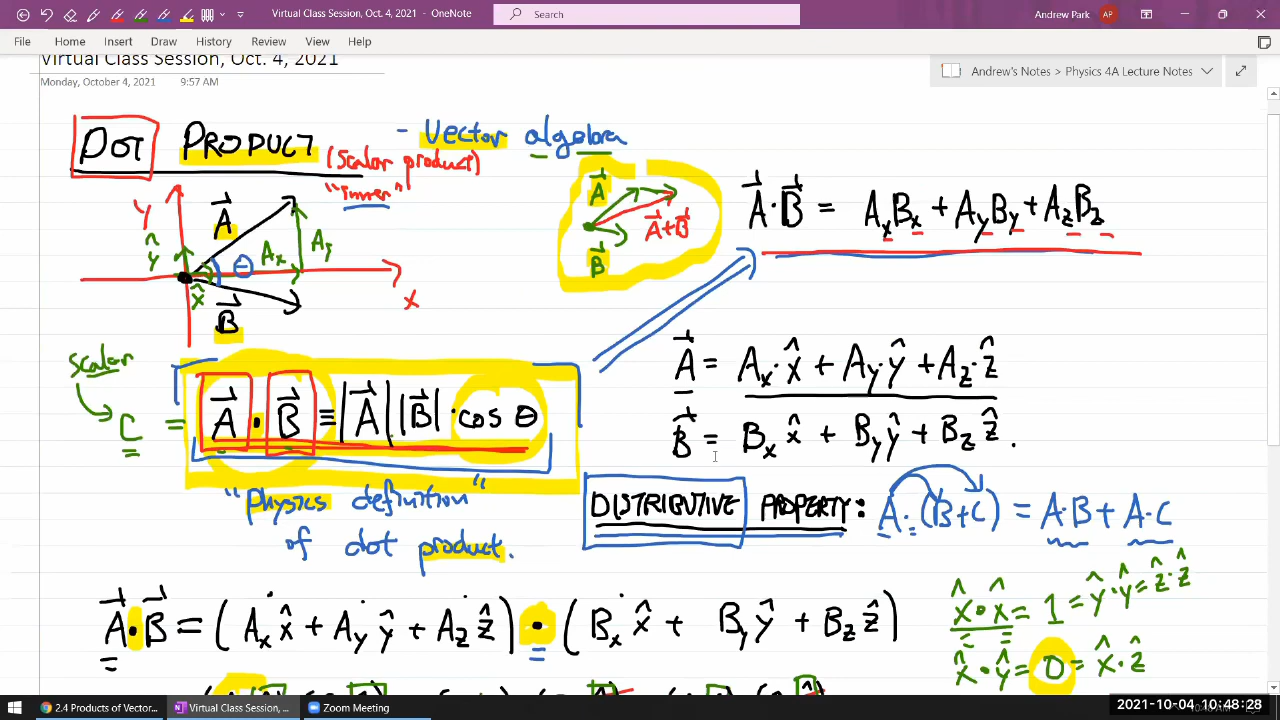 Virtual Class Session, Oct. 4, 2021 - OneNote
Search
Andrew Park AP
File Home Insert Draw History Review View Help
Virtual Class Session, Oct. 4, 2021
Monday, October 4, 2021 9:57 AM
Andrew's Notes > Physics 4A Lecture Notes
DOT PRODUCT - Vector algebra
(scalar product)
"inner"
Y
A⃗
ŷ
θ
Ax
Ay
x̂
B⃗
X
A⃗
A⃗+B⃗
B⃗
A⃗·B⃗ = AxBx + AyBy + AzBz
A⃗ = Ax·x̂ + Ay·ŷ + Az·ẑ
B⃗ = Bx x̂ + By ŷ + Bz ẑ.
scalar
C = A⃗ · B⃗ ≡ |A⃗| |B⃗| · cos θ
"Physics definition"
of dot product.
DISTRIBUTIVE PROPERTY: A·(B+C) = A·B + A·C
A⃗·B⃗ = (Ax x̂ + Ay ŷ + Az ẑ) · (Bx x̂ + By ŷ + Bz ẑ)
x̂·x̂ = 1 = ŷ·ŷ = ẑ·ẑ
x̂·ŷ = 0 = x̂·ẑ
2.4 Products of Vector... Virtual Class Session,... Zoom Meeting
2021-10-04 10:48:28